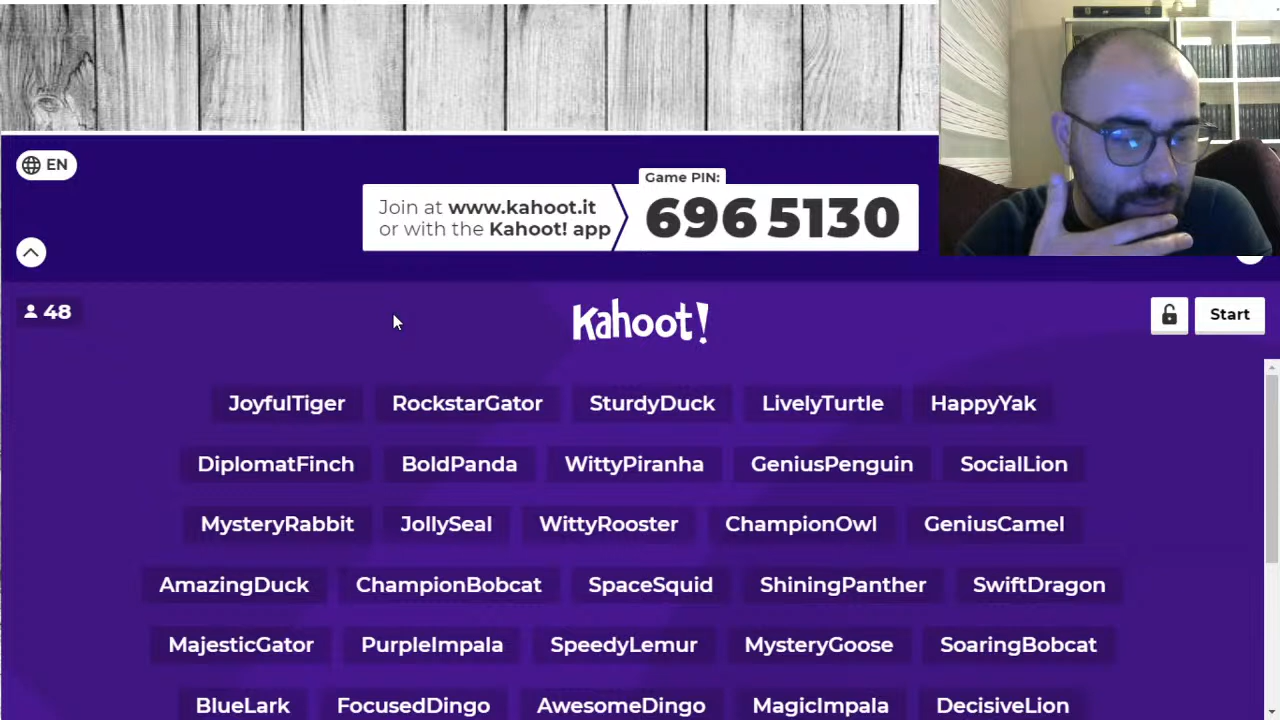 EN
Game PIN:
Join at www.kahoot.it
or with the Kahoot! app
696 5130
48
Kahoot!
Start
JoyfulTiger RockstarGator SturdyDuck LivelyTurtle HappyYak
DiplomatFinch BoldPanda WittyPiranha GeniusPenguin SocialLion
MysteryRabbit JollySeal WittyRooster ChampionOwl GeniusCamel
AmazingDuck ChampionBobcat SpaceSquid ShiningPanther SwiftDragon
MajesticGator PurpleImpala SpeedyLemur MysteryGoose SoaringBobcat
BlueLark FocusedDingo AwesomeDingo MagicImpala DecisiveLion